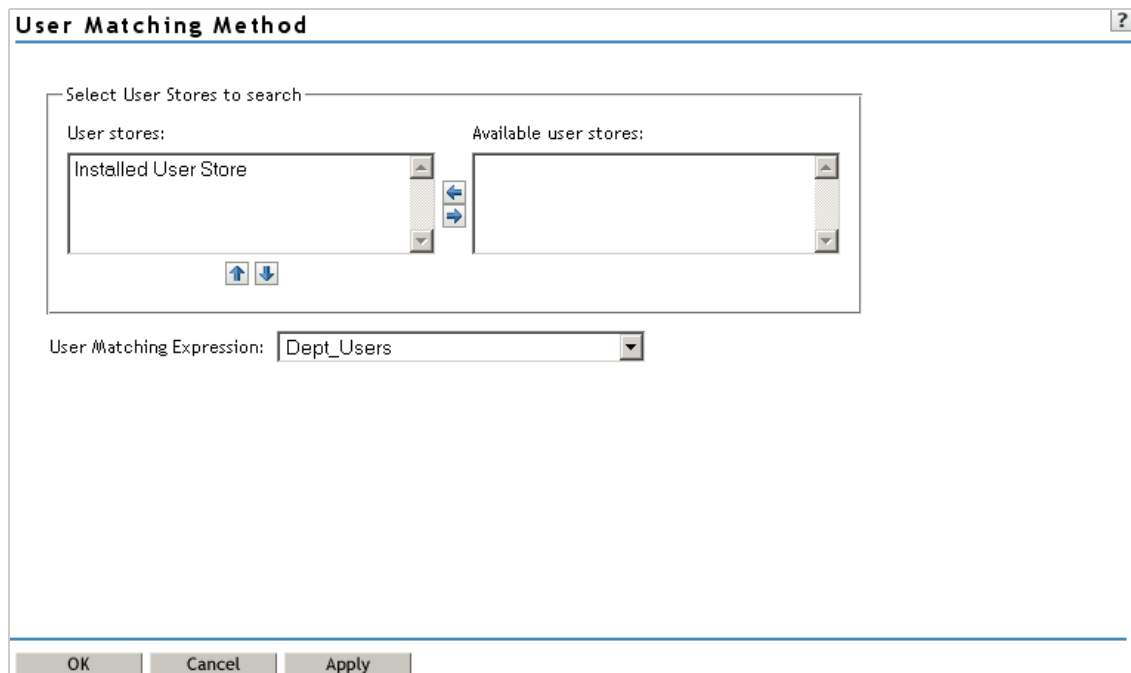 User Matching Method
?
Select User Stores to search
User stores:
Available user stores:
Installed User Store
User Matching Expression: Dept_Users
OK Cancel Apply